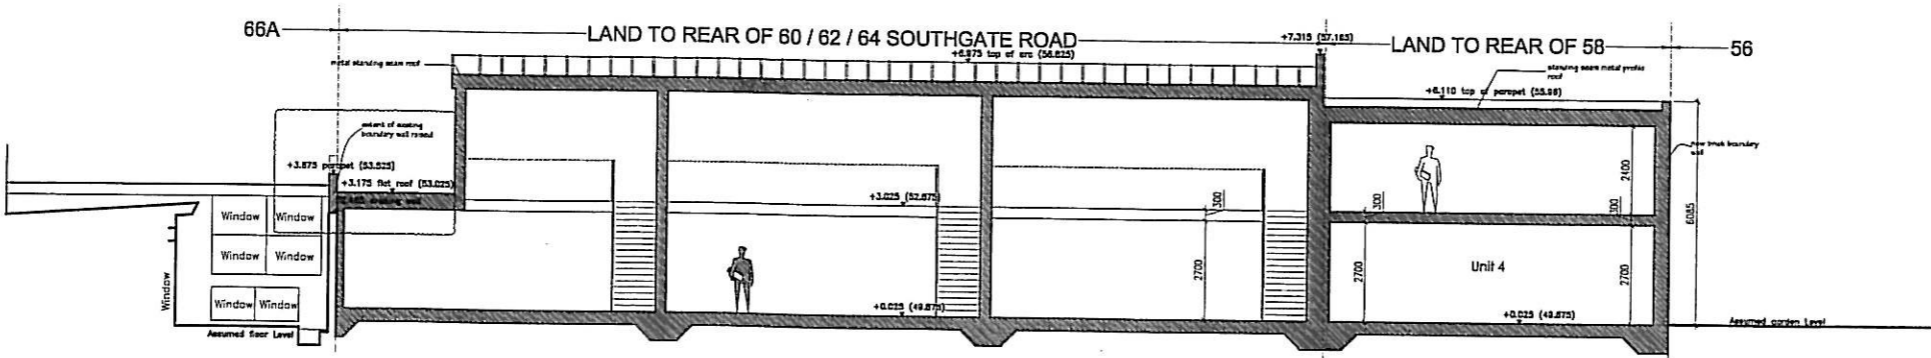 66A
LAND TO REAR OF 60 / 62 / 64 SOUTHGATE ROAD
+7.315 (57.165)
LAND TO REAR OF 58
56
metal standing seam roof
+6.975 top of arc (56.825)
standing seam metal profile
roof
+6.110 top of parapet (55.96)
extent of existing
boundary wall raised
new brick boundary
wall
+3.675 parapet (53.525)
+3.175 flat roof (53.025)
existing wall
+3.025 (52.875)
300
300
300
2400
6085
Window
Window
Window
Window
Window
Window
Window
2700
2700
2700
Unit 4
+0.025 (49.875)
+0.025 (49.875)
Assumed floor Level
Assumed garden Level